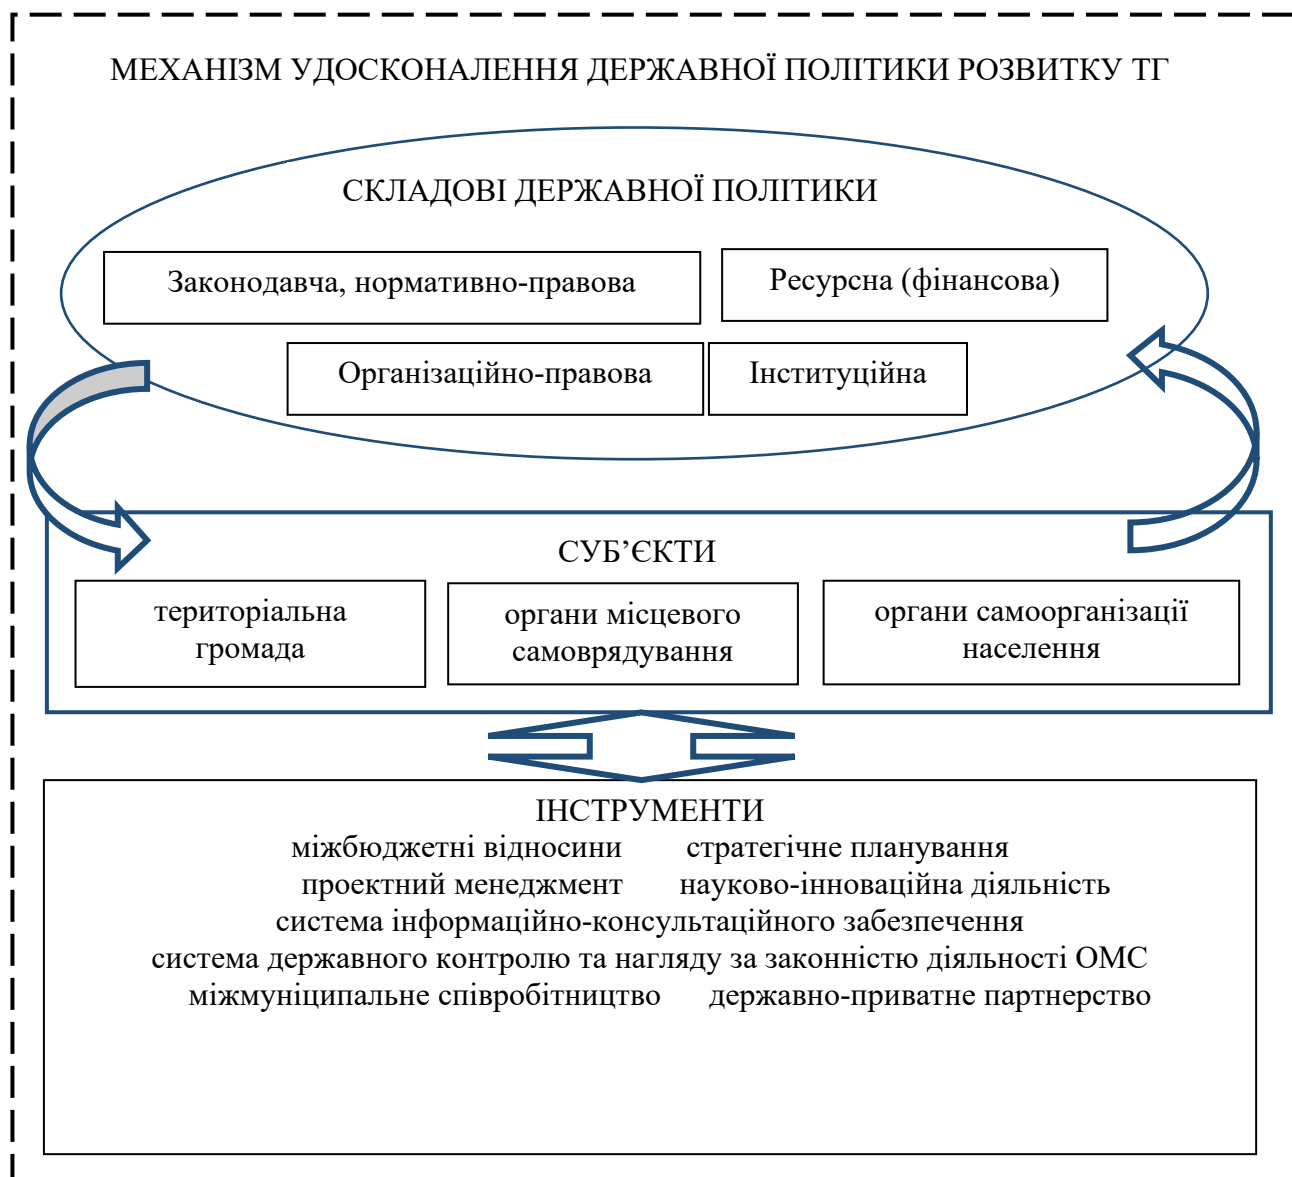 МЕХАНІЗМ УДОСКОНАЛЕННЯ ДЕРЖАВНОЇ ПОЛІТИКИ РОЗВИТКУ ТГ
СКЛАДОВІ ДЕРЖАВНОЇ ПОЛІТИКИ
Законодавча, нормативно-правова
Ресурсна (фінансова)
Організаційно-правова
Інституційна
СУБ’ЄКТИ
територіальна
громада
органи місцевого
самоврядування
органи самоорганізації
населення
ІНСТРУМЕНТИ
міжбюджетні відносини стратегічне планування
проектний менеджмент науково-інноваційна діяльність
система інформаційно-консультаційного забезпечення
система державного контролю та нагляду за законністю діяльності ОМС
міжмуніципальне співробітництво державно-приватне партнерство